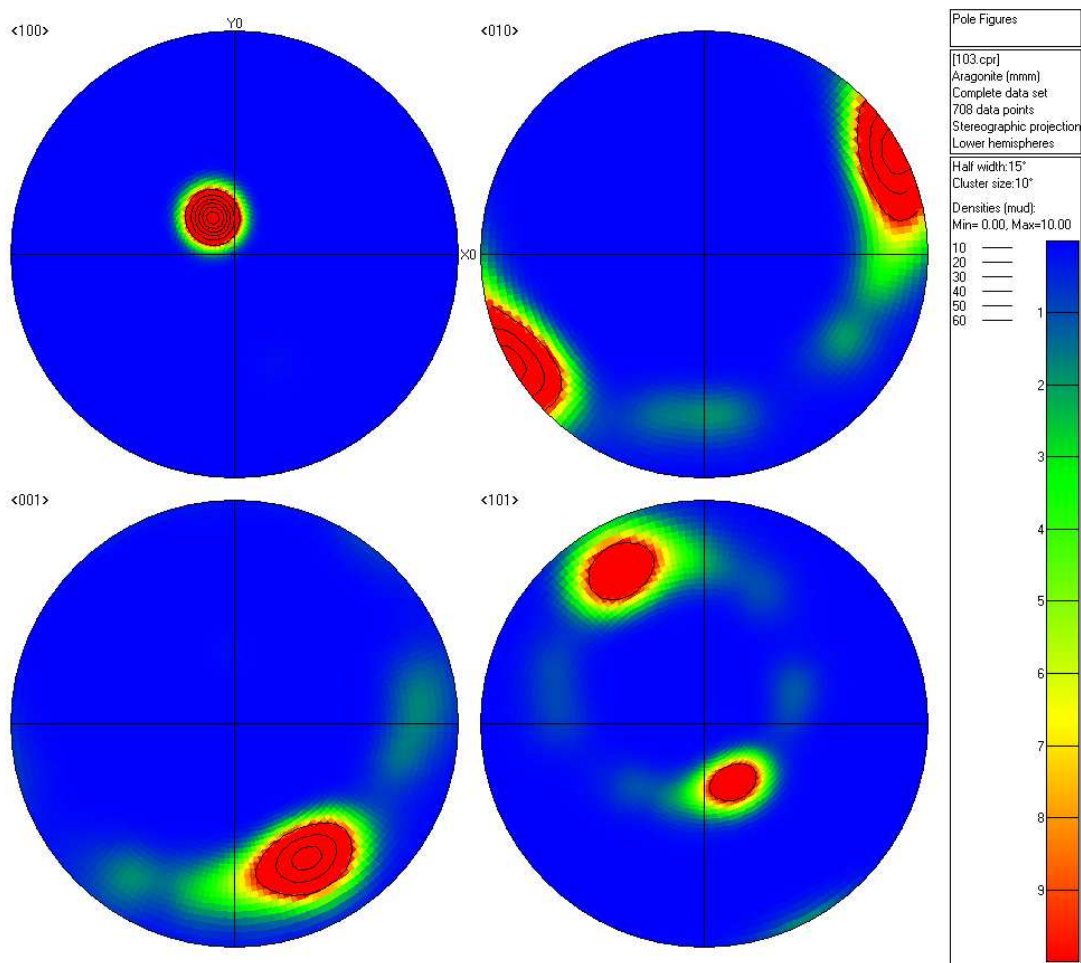 <100>
Y0
<010>
X0
<001>
<101>
Pole Figures
[103.cpr]
Aragonite (mmm)
Complete data set
708 data points
Stereographic projection
Lower hemispheres
Half width:15°
Cluster size:10°
Densities (mud):
Min= 0.00, Max=10.00
10
20
30
40
50
60
1
2
3
4
5
6
7
8
9